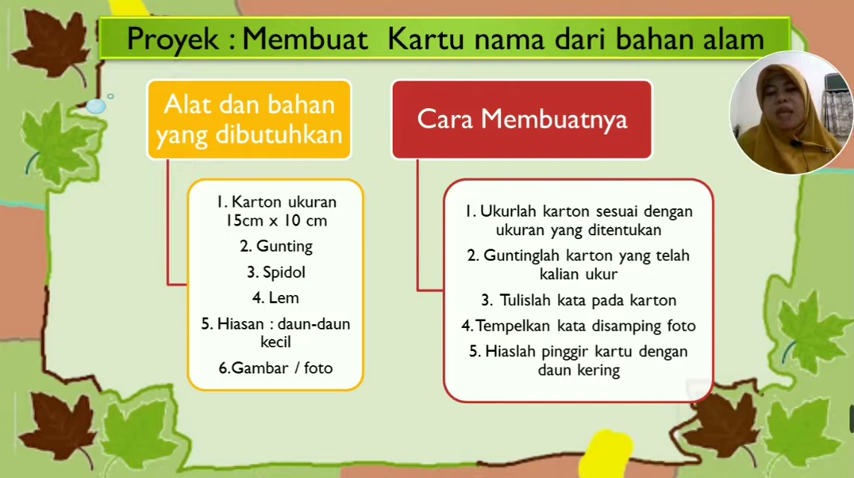 Proyek : Membuat Kartu nama dari bahan alam
Alat dan bahan
yang dibutuhkan
1. Karton ukuran
15cm x 10 cm
2. Gunting
3. Spidol
4. Lem
5. Hiasan : daun-daun
kecil
6.Gambar / foto
Cara Membuatnya
1. Ukurlah karton sesuai dengan
ukuran yang ditentukan
2. Guntinglah karton yang telah
kalian ukur
3. Tulislah kata pada karton
4.Tempelkan kata disamping foto
5. Hiaslah pinggir kartu dengan
daun kering